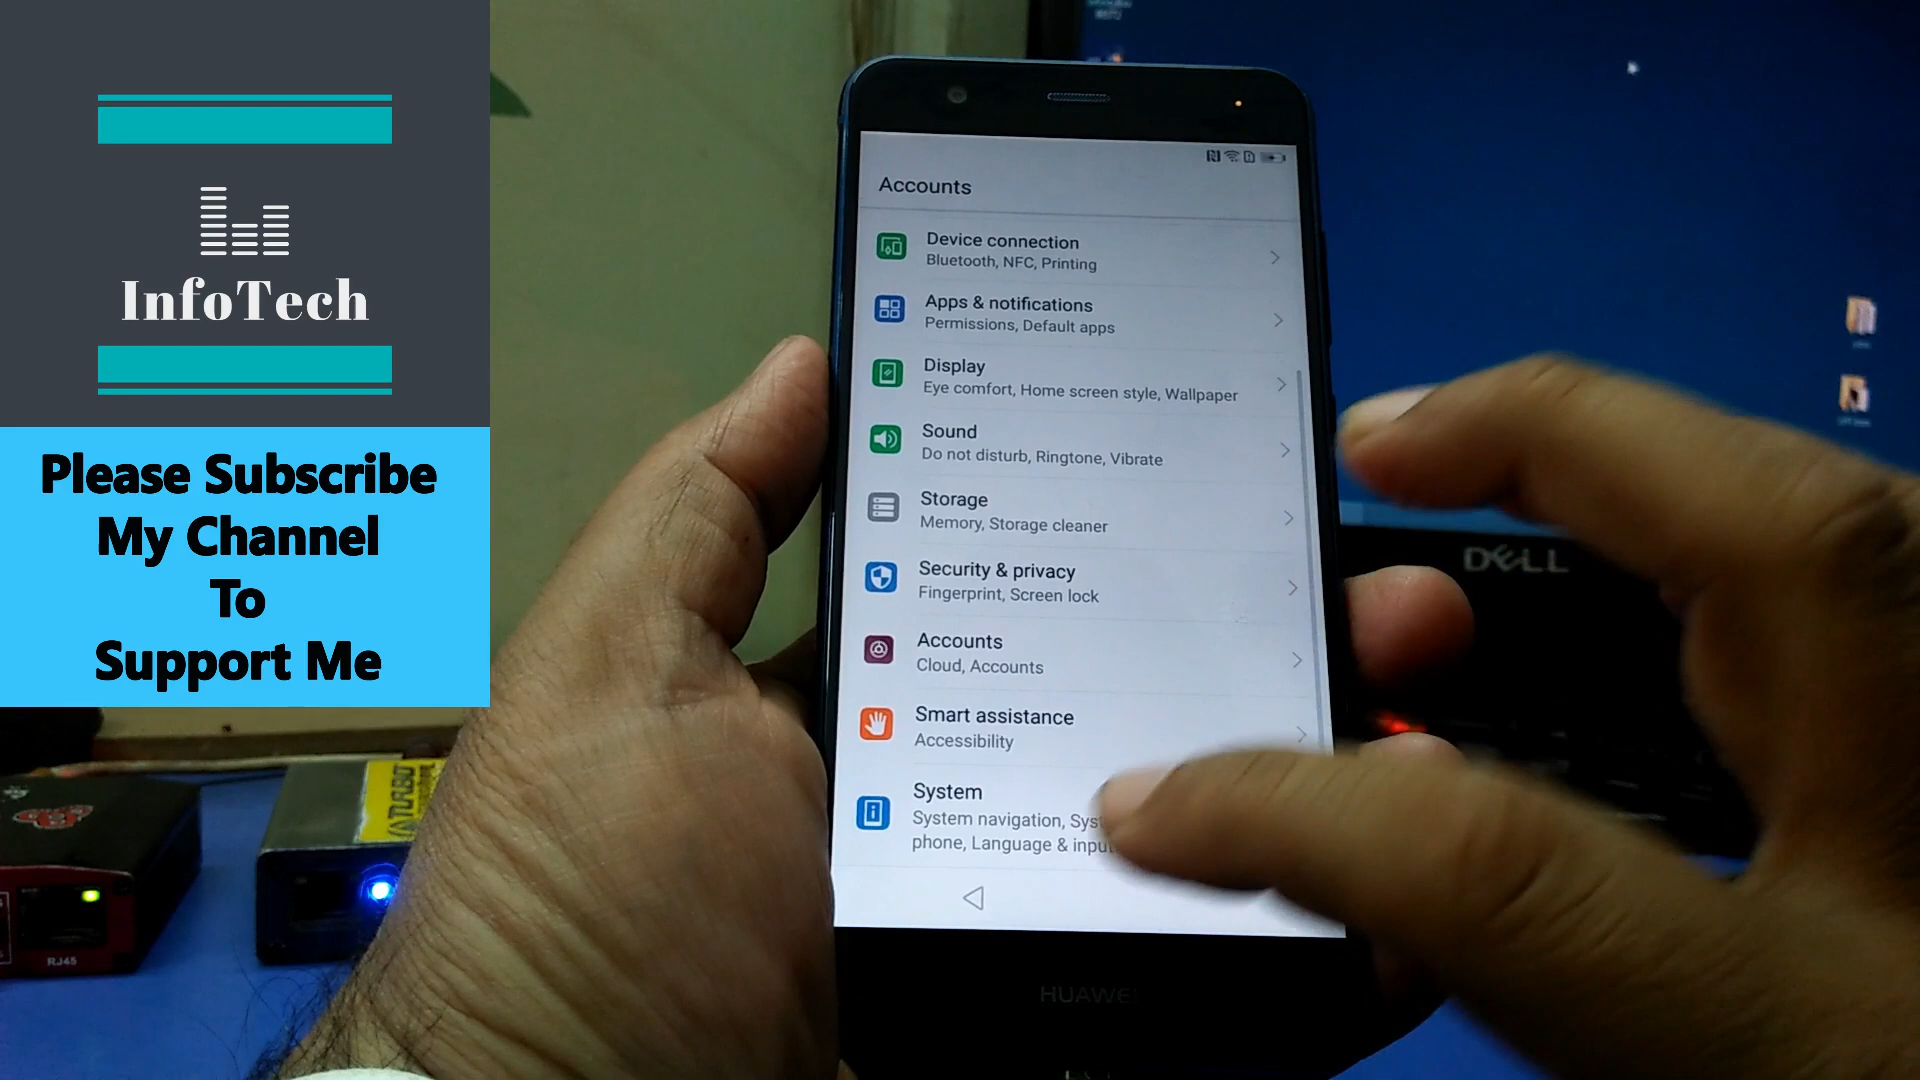 InfoTech
Please Subscribe
My Channel
To
Support Me
Accounts
Device connection
Bluetooth, NFC, Printing
Apps & notifications
Permissions, Default apps
Display
Eye comfort, Home screen style, Wallpaper
Sound
Do not disturb, Ringtone, Vibrate
Storage
Memory, Storage cleaner
Security & privacy
Fingerprint, Screen lock
Accounts
Cloud, Accounts
Smart assistance
Accessibility
System
System navigation,
phone, Language &
DELL
TURBO
RJ45